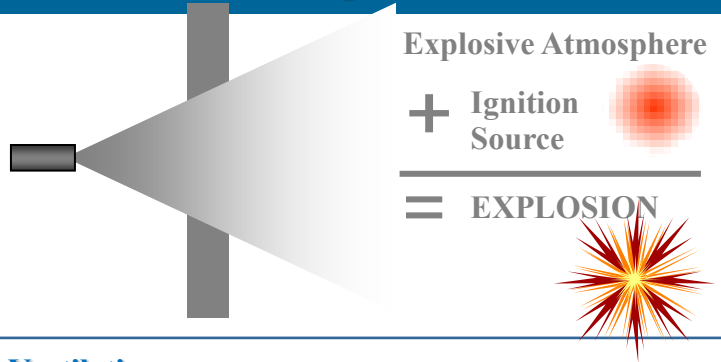 Explosive Atmosphere
+ Ignition
Source
= EXPLOSION